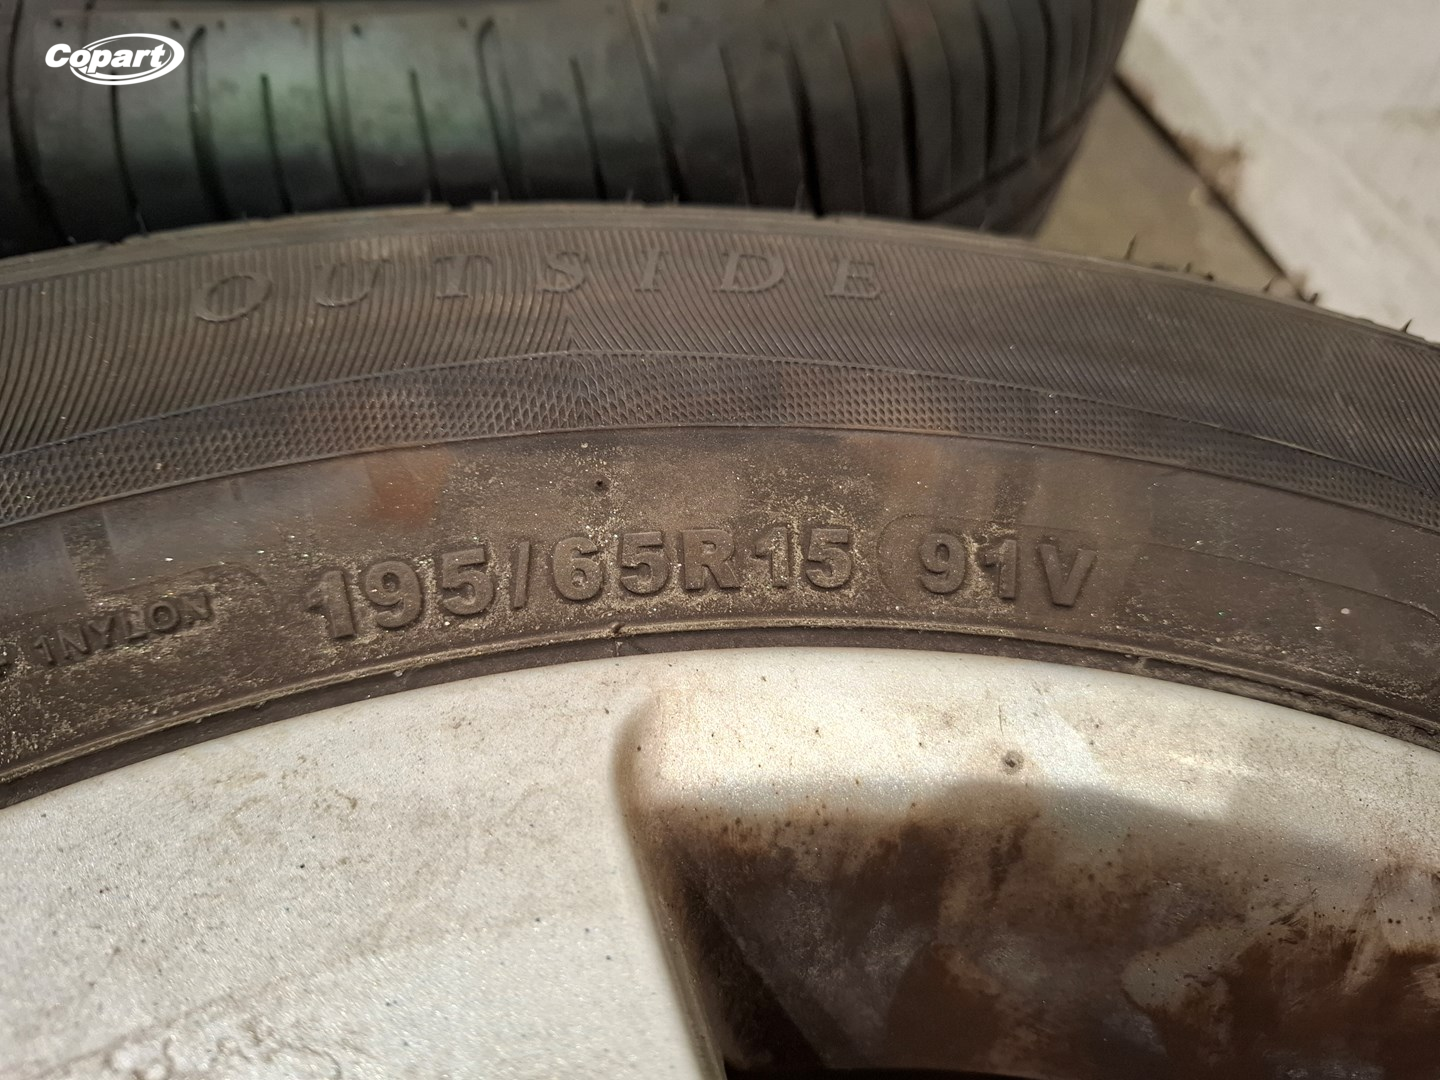 Copart
OUTSIDE
1NYLON 195/65R15 91V